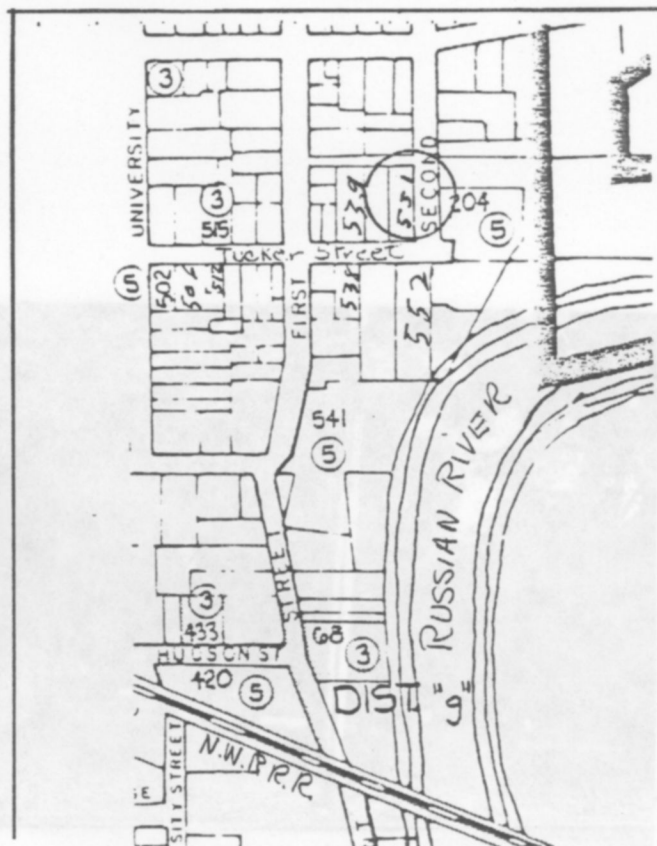 3
UNIVERSITY
3
515
539
551
SECOND
204
5
Tucker Street
5
502
506
512
FIRST
538
552
541
5
RUSSIAN RIVER
STREET
3
433
68
3
HUDSON ST
420
5
DIST "9"
N.W.P.R.R.
SITY STREET